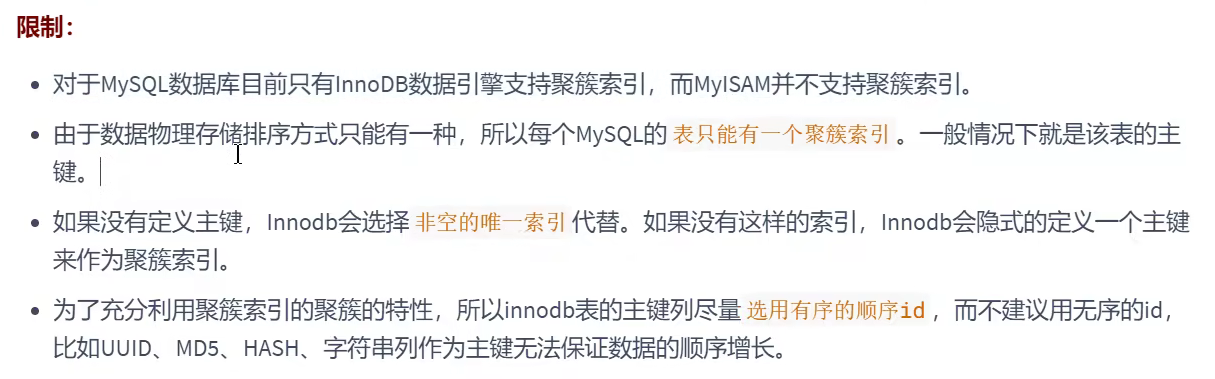 限制：
对于MySQL数据库目前只有InnoDB数据引擎支持聚簇索引，而MyISAM并不支持聚簇索引。
由于数据物理存储排序方式只能有一种，所以每个MySQL的 表只能有一个聚簇索引 。一般情况下就是该表的主
键。
如果没有定义主键，Innodb会选择 非空的唯一索引 代替。如果没有这样的索引，Innodb会隐式的定义一个主键
来作为聚簇索引。
为了充分利用聚簇索引的聚簇的特性，所以innodb表的主键列尽量 选用有序的顺序id ，而不建议用无序的id，
比如UUID、MD5、HASH、字符串列作为主键无法保证数据的顺序增长。